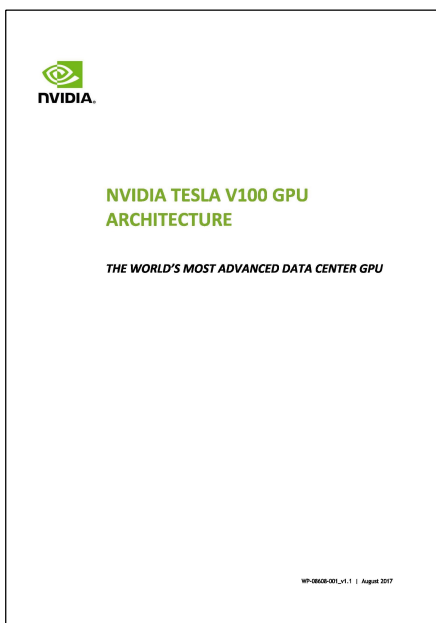 NVIDIA.
NVIDIA TESLA V100 GPU
ARCHITECTURE
THE WORLD'S MOST ADVANCED DATA CENTER GPU
WP-08608-001_v1.1 | August 2017